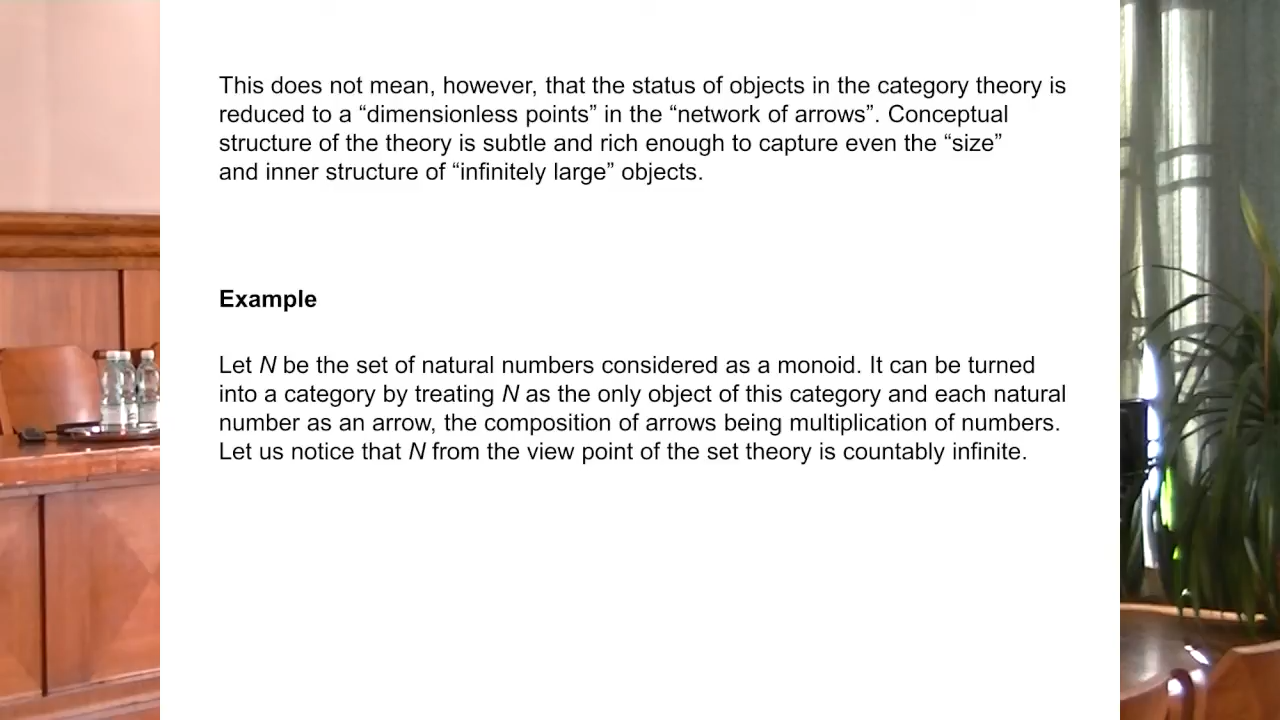 This does not mean, however, that the status of objects in the category theory is
reduced to a “dimensionless points” in the “network of arrows”. Conceptual
structure of the theory is subtle and rich enough to capture even the “size”
and inner structure of “infinitely large” objects.
Example
Let N be the set of natural numbers considered as a monoid. It can be turned
into a category by treating N as the only object of this category and each natural
number as an arrow, the composition of arrows being multiplication of numbers.
Let us notice that N from the view point of the set theory is countably infinite.